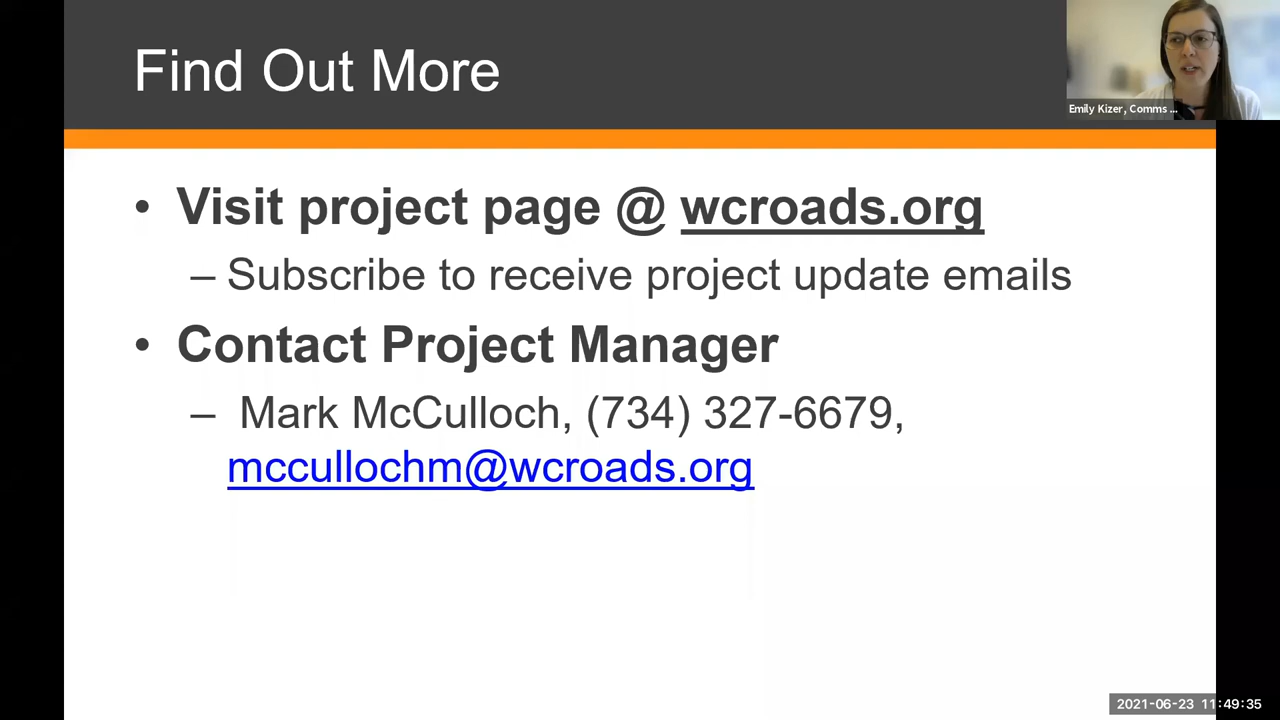 Find Out More
Emily Kizer, Comms ...
• Visit project page @ wcroads.org
– Subscribe to receive project update emails
• Contact Project Manager
– Mark McCulloch, (734) 327-6679,
mccullochm@wcroads.org
2021-06-23 11:49:35